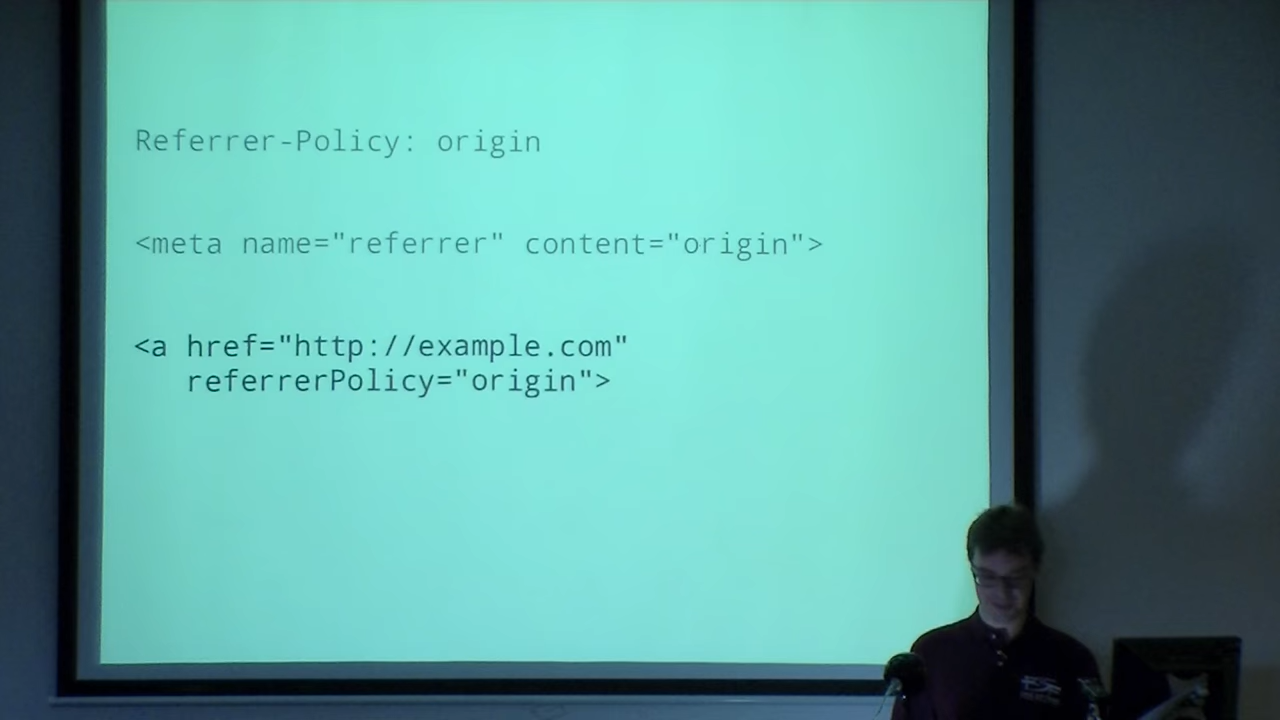 Referrer-Policy: origin
<meta name="referrer" content="origin">
<a href="http://example.com"
referrerPolicy="origin">